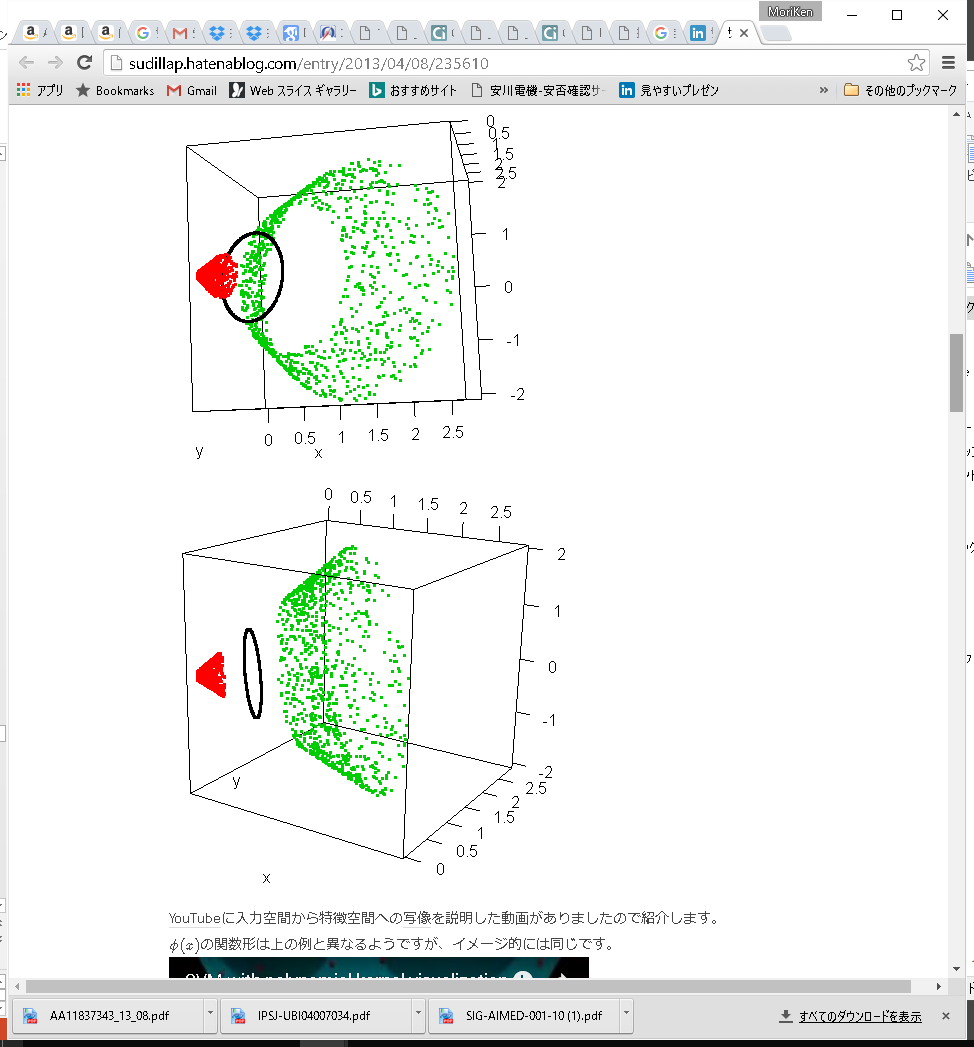 MoriKen
sudillap.hatenablog.com/entry/2013/04/08/235610
アプリ Bookmarks Gmail Web スライス ギャラリー おすすめサイト 安川電機-安否確認サー 見やすいプレゼン » その他のブックマーク
0
0.5
1.5
2
2.5
2
1
0
-1
-2
0 0.5 1 1.5 2 2.5
y x
0 0.5 1 1.5 2 2.5
2
1
0
-1
-2
2.5
2
1.5
1
0.5
0
y
x
YouTubeに入力空間から特徴空間への写像を説明した動画がありましたので紹介します。
ϕ(x)の関数形は上の例と異なるようですが、イメージ的には同じです。
SVM with polynomial kernel visualization
AA11837343_13_08.pdf IPSJ-UBI04007034.pdf SIG-AIMED-001-10 (1).pdf すべてのダウンロードを表示